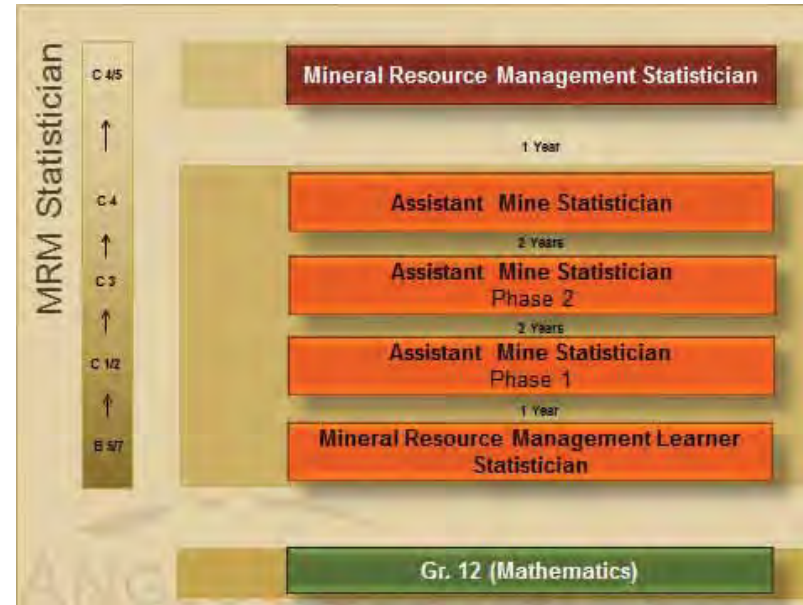 MRM Statistician
C 4/5
C 4
C 3
C 1/2
B 5/7
Mineral Resource Management Statistician
1 Year
Assistant Mine Statistician
2 Years
Assistant Mine Statistician
Phase 2
2 Years
Assistant Mine Statistician
Phase 1
1 Year
Mineral Resource Management Learner
Statistician
Gr. 12 (Mathematics)
ANG